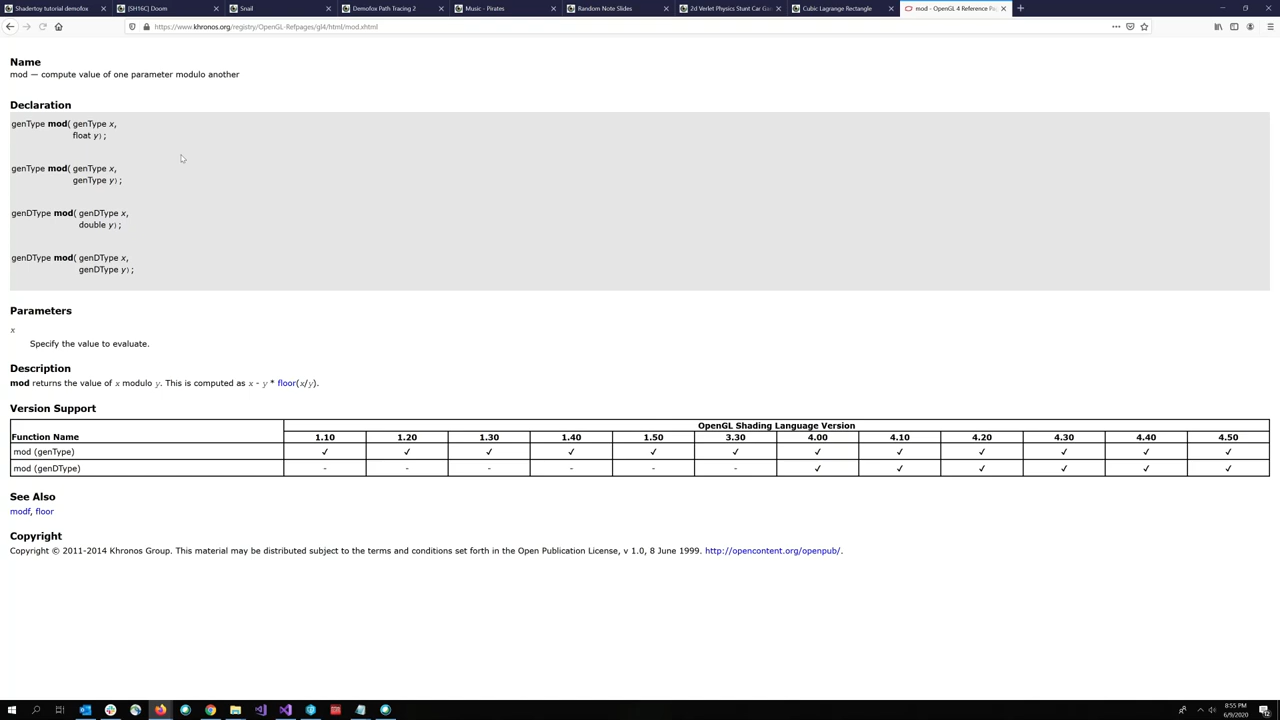 Shadertoy tutorial demofox
[SH16C] Doom
Snail
Demofox Path Tracing 2
Music - Pirates
Random Note Slides
2d Verlet Physics Stunt Car Ga
Cubic Lagrange Rectangle
mod - OpenGL 4 Reference Pa
https://www.khronos.org/registry/OpenGL-Refpages/gl4/html/mod.xhtml
Name
mod — compute value of one parameter modulo another
Declaration
genType mod( genType x,
float y);
genType mod( genType x,
genType y);
genDType mod( genDType x,
double y);
genDType mod( genDType x,
genDType y);
Parameters
x
Specify the value to evaluate.
Description
mod returns the value of x modulo y. This is computed as x - y * floor(x/y).
Version Support
OpenGL Shading Language Version
Function Name 1.10 1.20 1.30 1.40 1.50 3.30 4.00 4.10 4.20 4.30 4.40 4.50
mod (genType) ✓ ✓ ✓ ✓ ✓ ✓ ✓ ✓ ✓ ✓ ✓ ✓
mod (genDType) - - - - - - ✓ ✓ ✓ ✓ ✓ ✓
See Also
modf, floor
Copyright
Copyright © 2011-2014 Khronos Group. This material may be distributed subject to the terms and conditions set forth in the Open Publication License, v 1.0, 8 June 1999. http://opencontent.org/openpub/.
8:55 PM
6/9/2020